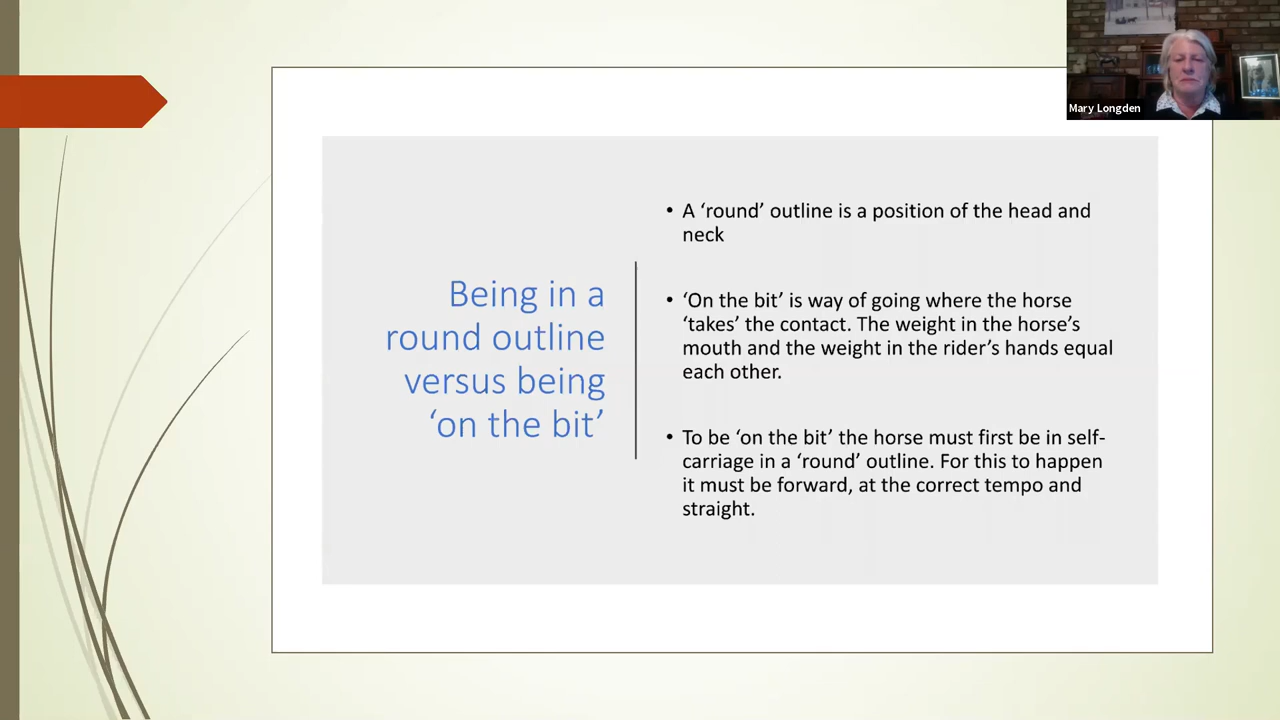 Mary Longden
Being in a
round outline
versus being
‘on the bit’
• A ‘round’ outline is a position of the head and
neck
• ‘On the bit’ is way of going where the horse
‘takes’ the contact. The weight in the horse’s
mouth and the weight in the rider’s hands equal
each other.
• To be ‘on the bit’ the horse must first be in self-
carriage in a ‘round’ outline. For this to happen
it must be forward, at the correct tempo and
straight.